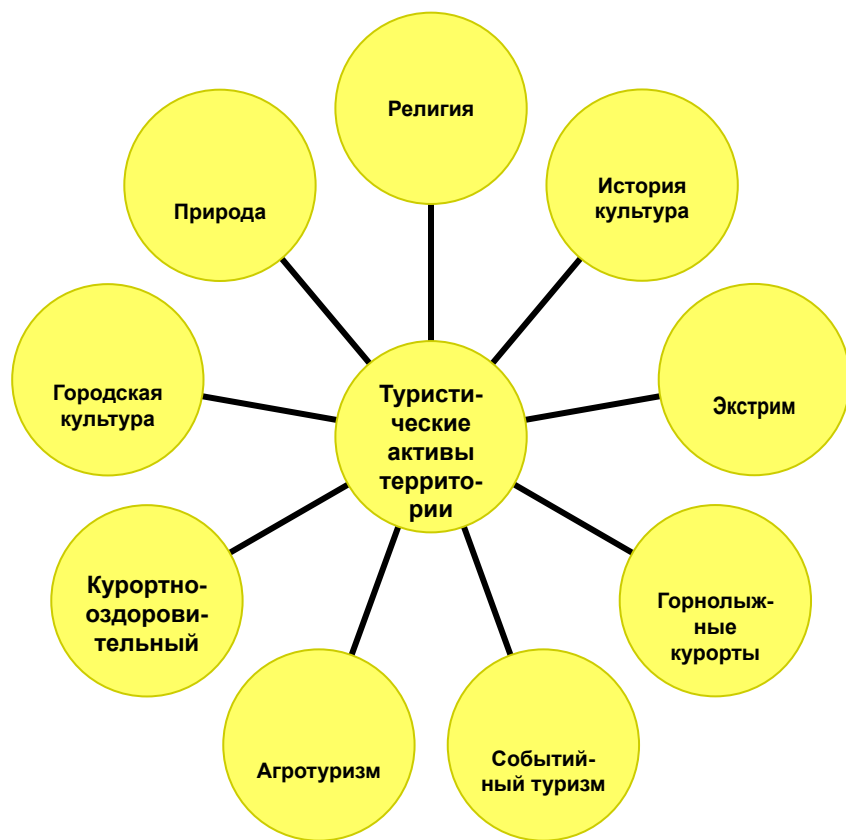 Религия
История
культура
Экстрим
Горнолыж-
ные
курорты
Событий-
ный туризм
Агротуризм
Курортно-
оздорови-
тельный
Городская
культура
Природа
Туристи-
ческие
активы
террито-
рии